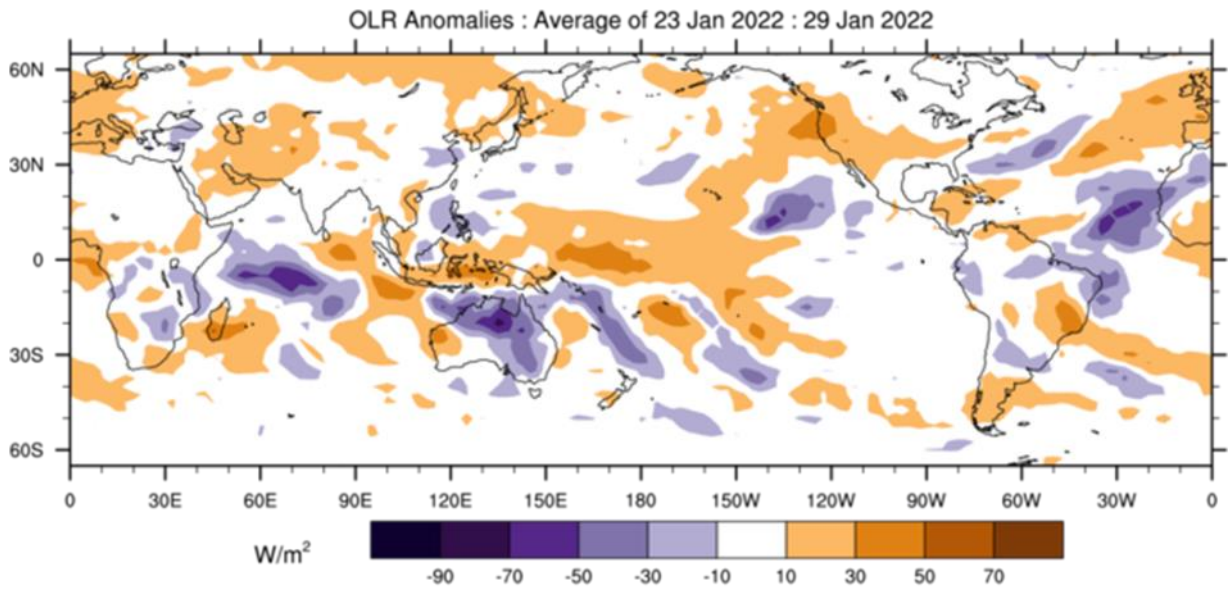 OLR Anomalies : Average of 23 Jan 2022 : 29 Jan 2022
60N
30N
0
30S
60S
0 30E 60E 90E 120E 150E 180 150W 120W 90W 60W 30W 0
W/m²
-90 -70 -50 -30 -10 10 30 50 70